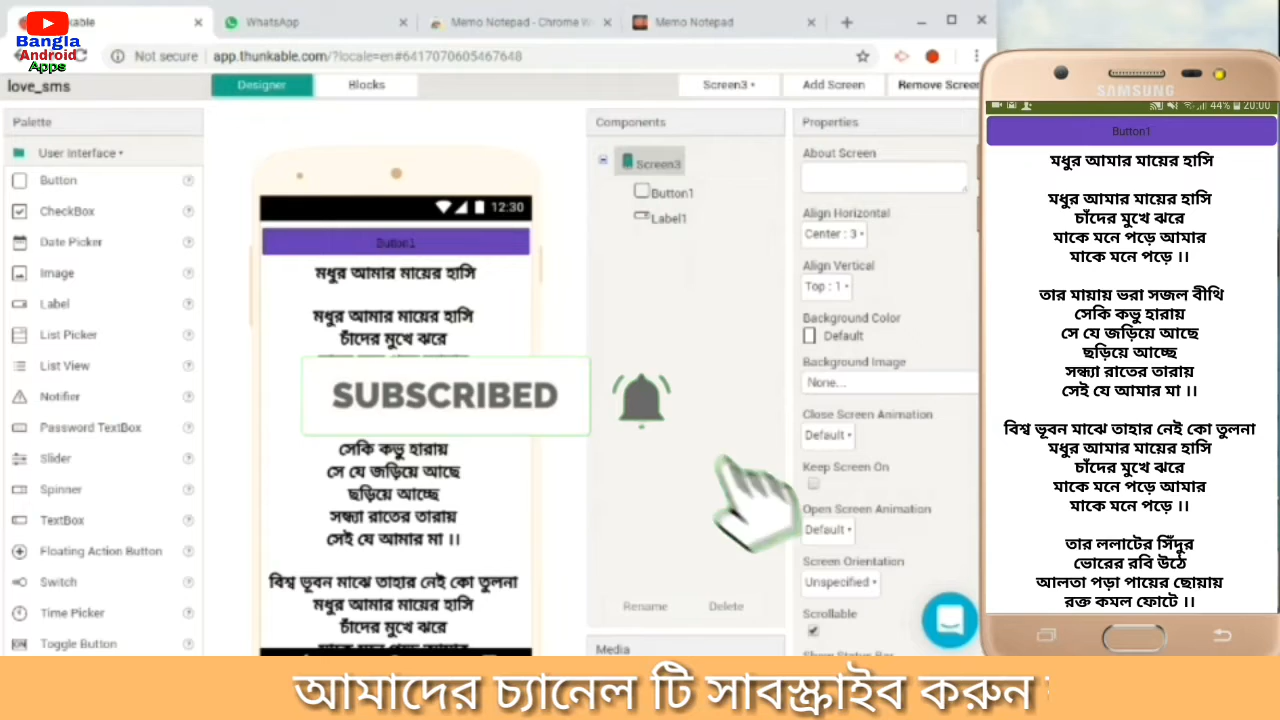 kable
WhatsApp
Memo Notepad - Chrome W
Memo Notepad
Bangla
Android
Apps
Not secure
app.thunkable.com/?locale=en#6417070605467648
love_sms
Designer
Blocks
Screen3
Add Screen
Remove Screen
Palette
User Interface
Button
CheckBox
Date Picker
Image
Label
List Picker
List View
Notifier
Password TextBox
Slider
Spinner
TextBox
Floating Action Button
Switch
Time Picker
Toggle Button
12:30
Button1
মধুর আমার মায়ের হাসি
মধুর আমার মায়ের হাসি
চাঁদের মুখে ঝরে
SUBSCRIBED
সেকি কভু হারায়
সে যে জড়িয়ে আছে
ছড়িয়ে আচ্ছে
সন্ধ্যা রাতের তারায়
সেই যে আমার মা ।।
বিশ্ব ভূবন মাঝে তাহার নেই কো তুলনা
মধুর আমার মায়ের হাসি
চাঁদের মুখে ঝরে
Components
Screen3
Button1
Label1
Rename
Delete
Media
Properties
About Screen
Align Horizontal
Center : 3
Align Vertical
Top : 1
Background Color
Default
Background Image
None...
Close Screen Animation
Default
Keep Screen On
Open Screen Animation
Default
Screen Orientation
Unspecified
Scrollable
SAMSUNG
44% 20:00
Button1
মধুর আমার মায়ের হাসি
মধুর আমার মায়ের হাসি
চাঁদের মুখে ঝরে
মাকে মনে পড়ে আমার
মাকে মনে পড়ে ।।
তার মায়ায় ভরা সজল বীথি
সেকি কভু হারায়
সে যে জড়িয়ে আছে
ছড়িয়ে আচ্ছে
সন্ধ্যা রাতের তারায়
সেই যে আমার মা ।।
বিশ্ব ভূবন মাঝে তাহার নেই কো তুলনা
মধুর আমার মায়ের হাসি
চাঁদের মুখে ঝরে
মাকে মনে পড়ে আমার
মাকে মনে পড়ে ।।
তার ললাটের সিঁদুর
ভোরের রবি উঠে
আলতা পড়া পায়ের ছোয়ায়
রক্ত কমল ফোটে ।।
আমাদের চ্যানেল টি সাবস্ক্রাইব করুন